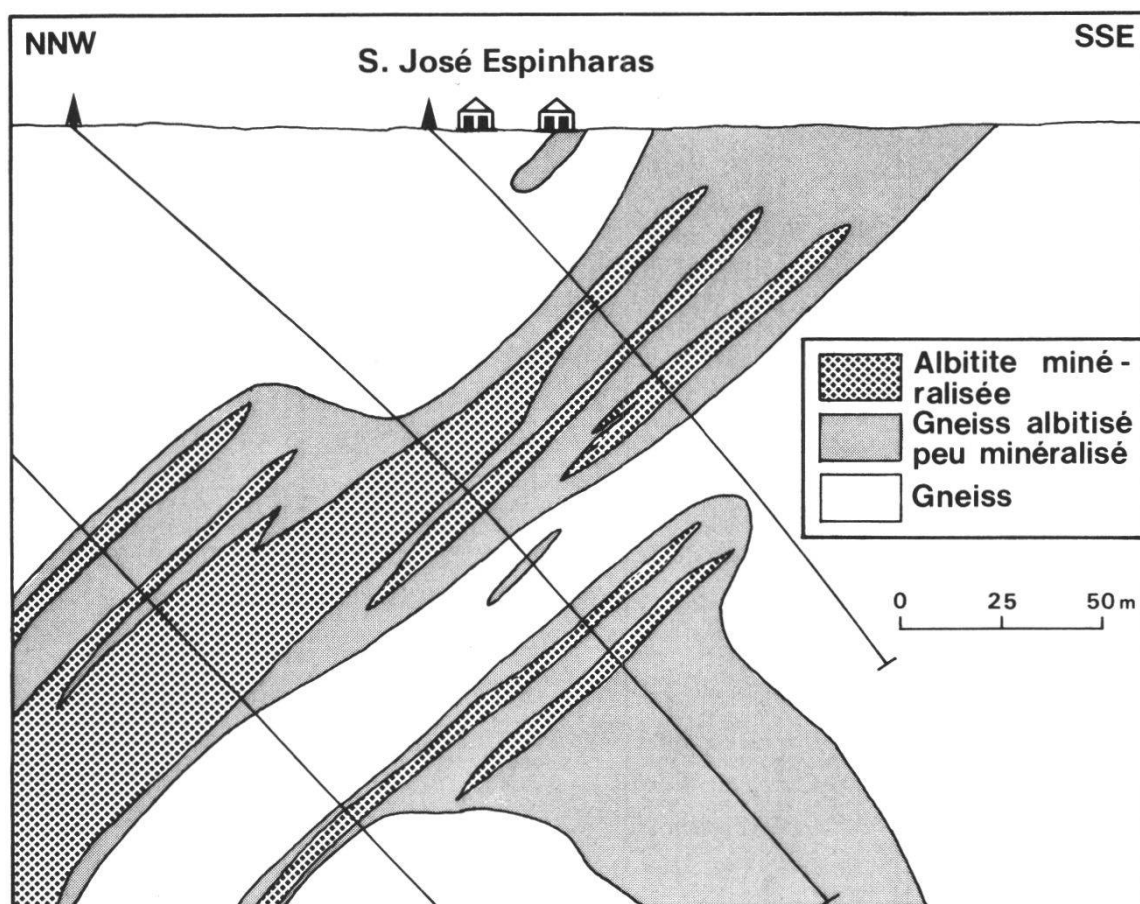 NNW
SSE
S. José Espinharas
Albitite miné-
ralisée
Gneiss albitisé
peu minéralisé
Gneiss
0 25 50 m